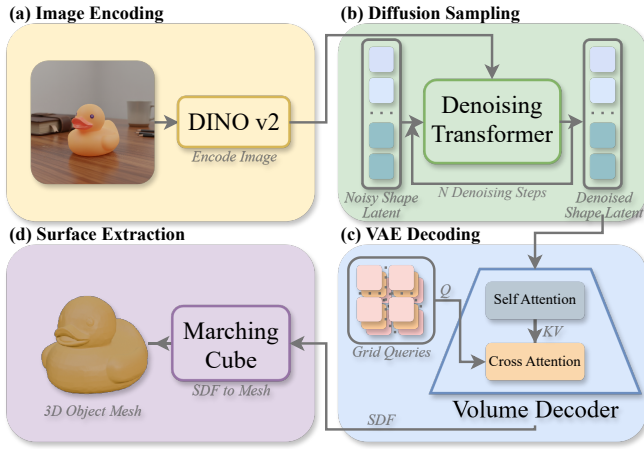 (a) Image Encoding
DINO v2
Encode Image
(b) Diffusion Sampling
Denoising
Transformer
N Denoising Steps
Noisy Shape
Latent
Denoised
Shape Latent
(c) VAE Decoding
Grid Queries
Q
Self Attention
KV
Cross Attention
Volume Decoder
SDF
(d) Surface Extraction
Marching
Cube
SDF to Mesh
3D Object Mesh